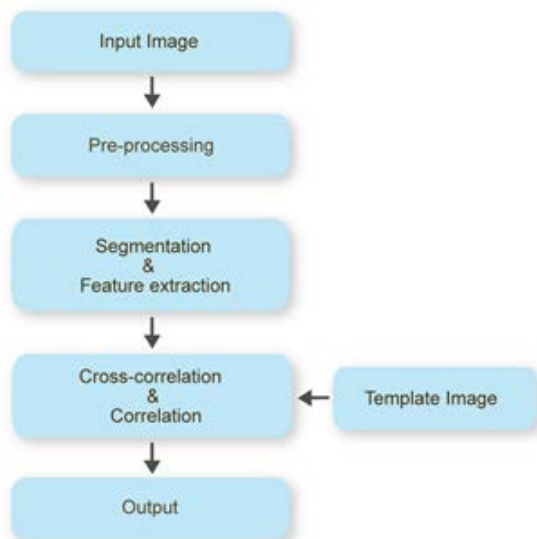 Input Image
Pre-processing
Segmentation
&
Feature extraction
Cross-correlation
&
Correlation
Template Image
Output